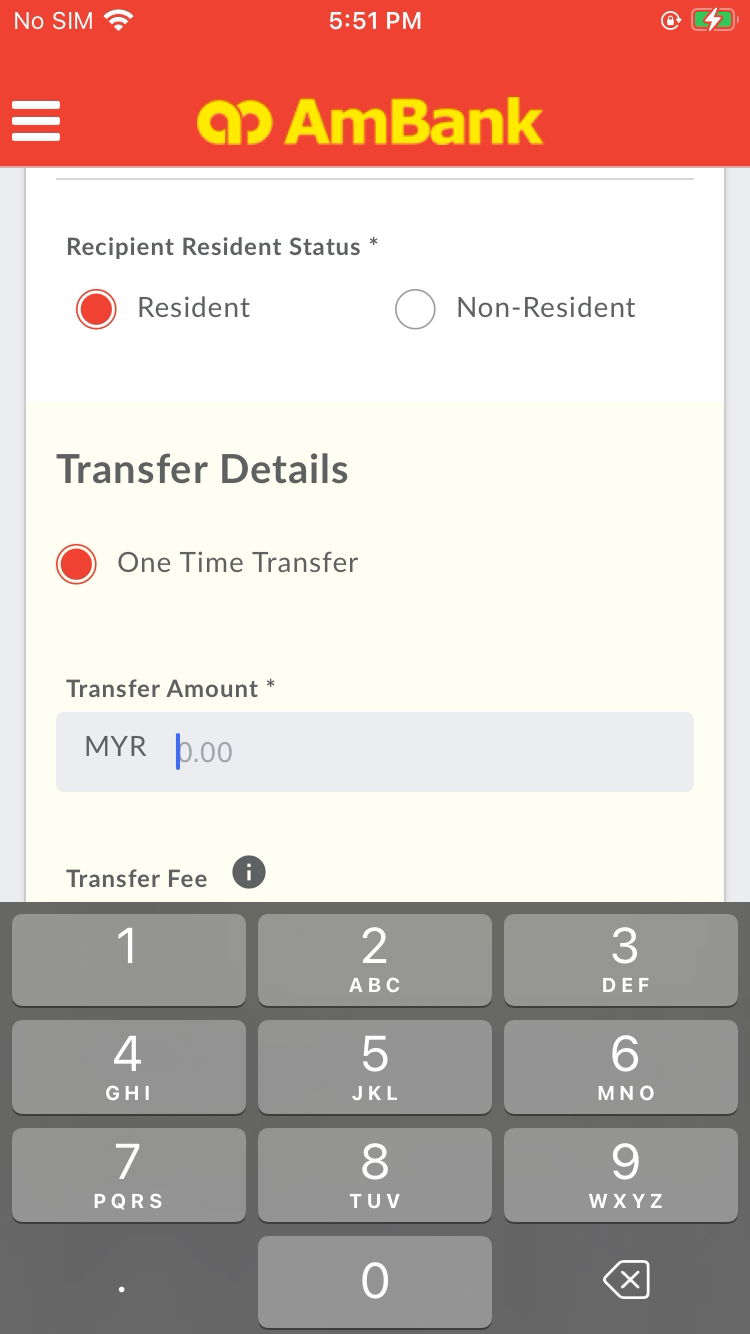 No SIM 5:51 PM
AmBank
Recipient Resident Status *
Resident Non-Resident
Transfer Details
One Time Transfer
Transfer Amount *
MYR 0.00
Transfer Fee i
1 2 3
ABC DEF
4 5 6
GHI JKL MNO
7 8 9
PQRS TUV WXYZ
. 0